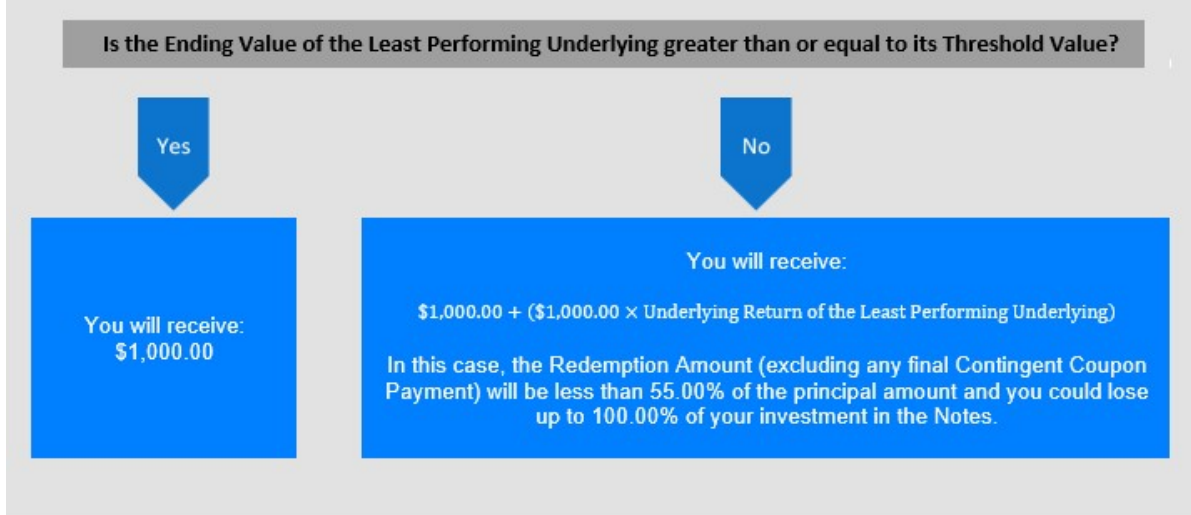 Is the Ending Value of the Least Performing Underlying greater than or equal to its Threshold Value?
Yes
No
You will receive:
$1,000.00
You will receive:
$1,000.00 + ($1,000.00 × Underlying Return of the Least Performing Underlying)
In this case, the Redemption Amount (excluding any final Contingent Coupon
Payment) will be less than 55.00% of the principal amount and you could lose
up to 100.00% of your investment in the Notes.